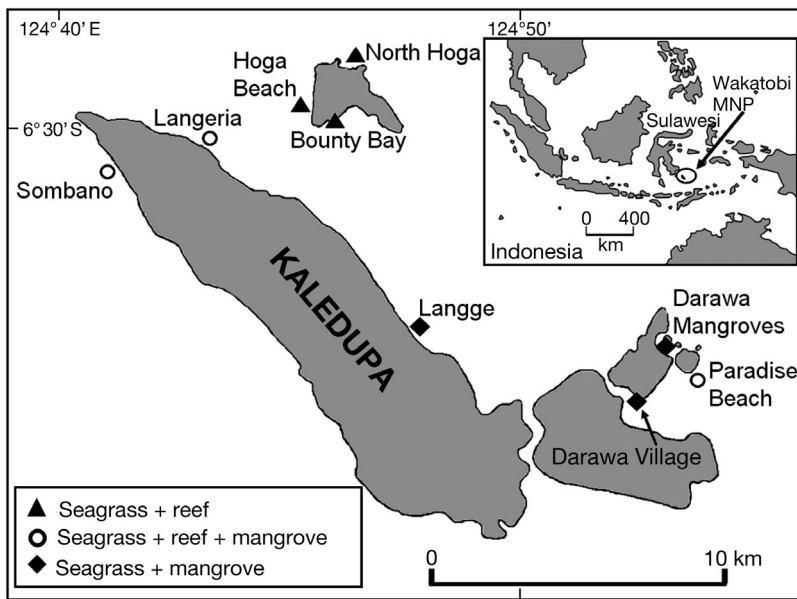 124°40' E
124°50'
6°30' S
North Hoga
Hoga
Beach
Bounty Bay
Langeria
Sombano
KALEDUPA
Langge
Darawa
Mangroves
Paradise
Beach
Darawa Village
Wakatobi
MNP
Sulawesi
0 400
km
Indonesia
Seagrass + reef
Seagrass + reef + mangrove
Seagrass + mangrove
0 10 km